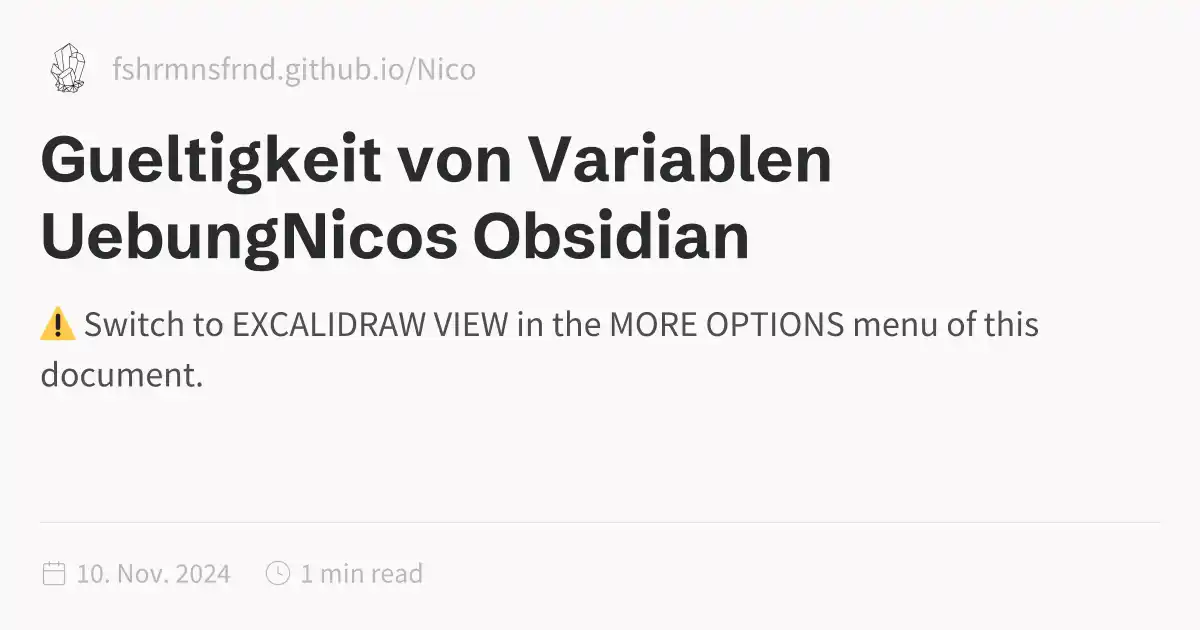 fshrmnsfrnd.github.io/Nico
Gueltigkeit von Variablen
UebungNicos Obsidian
⚠️ Switch to EXCALIDRAW VIEW in the MORE OPTIONS menu of this
document.
10. Nov. 2024 1 min read